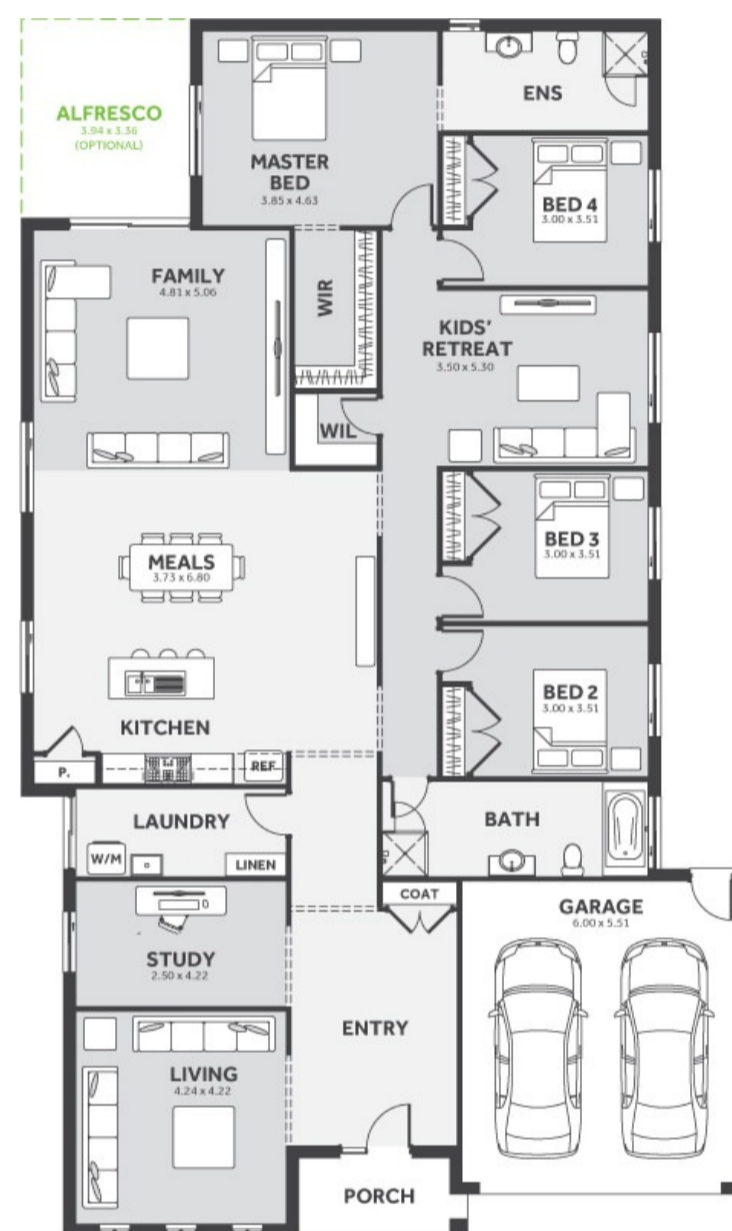 ALFRESCO
3.94 x 3.36
(OPTIONAL)
MASTER
BED
3.85 x 4.63
ENS
BED 4
3.00 x 3.51
FAMILY
4.81 x 5.06
WIR
KIDS'
RETREAT
3.50 x 5.30
WIL
MEALS
3.73 x 6.80
BED 3
3.00 x 3.51
BED 2
3.00 x 3.51
KITCHEN
P.
REF
LAUNDRY
W/M
LINEN
BATH
COAT
GARAGE
6.00 x 5.51
STUDY
2.50 x 4.22
ENTRY
LIVING
4.24 x 4.22
PORCH